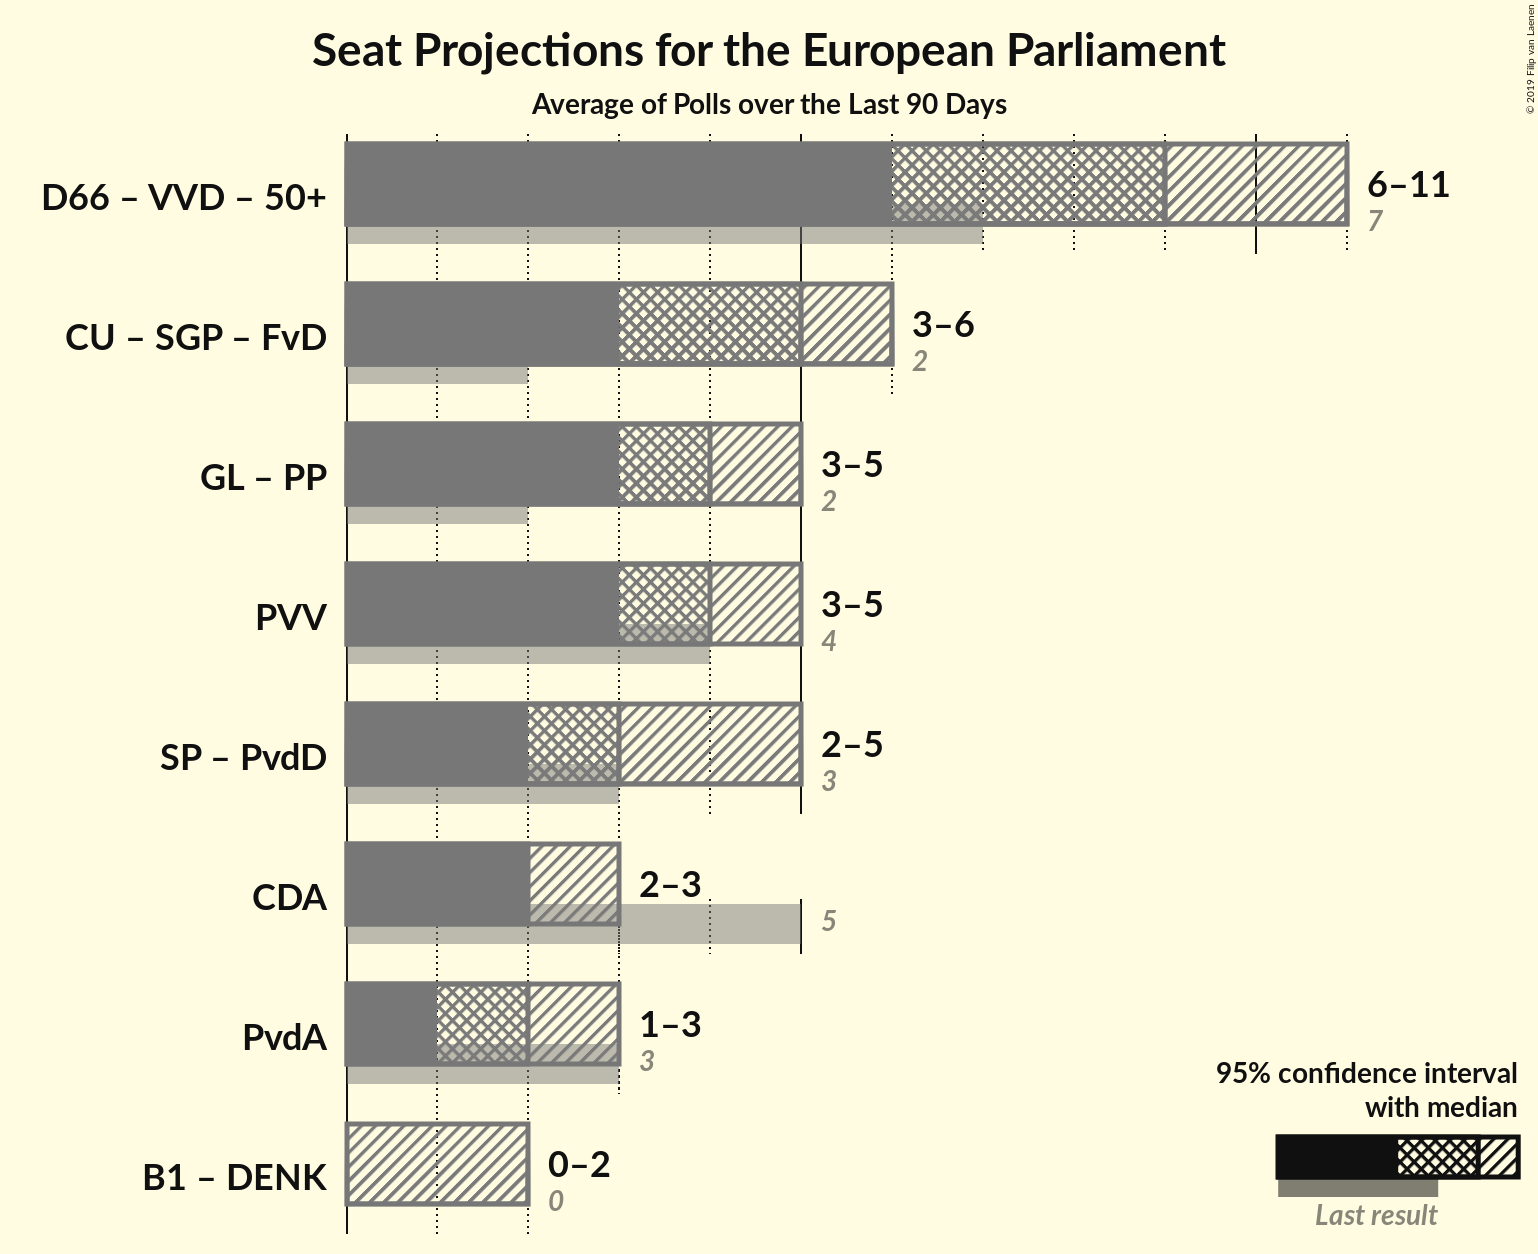 Seat Projections for the European Parliament
Average of Polls over the Last 90 Days
© 2019 Filip van Laenen
D66 – VVD – 50+
6–11
7
CU – SGP – FvD
3–6
2
GL – PP
3–5
2
PVV
3–5
4
SP – PvdD
2–5
3
CDA
2–3
5
PvdA
1–3
3
B1 – DENK
0–2
0
95% confidence interval
with median
Last result